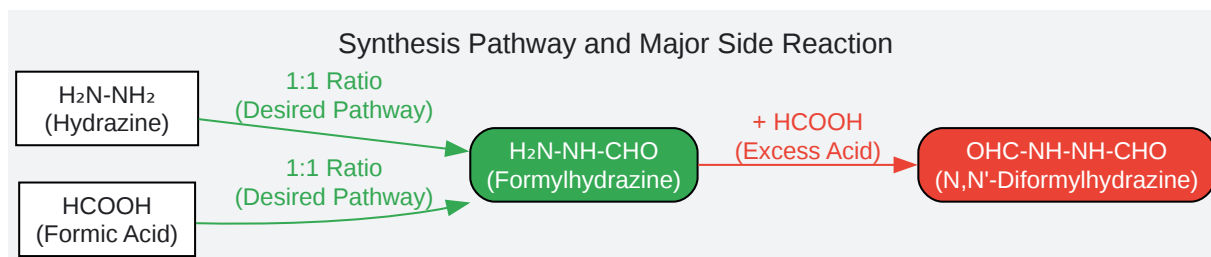 Synthesis Pathway and Major Side Reaction
H₂N-NH₂
(Hydrazine)
1:1 Ratio
(Desired Pathway)
HCOOH
(Formic Acid)
1:1 Ratio
(Desired Pathway)
H₂N-NH-CHO
(Formylhydrazine)
+ HCOOH
(Excess Acid)
OHC-NH-NH-CHO
(N,N'-Diformylhydrazine)